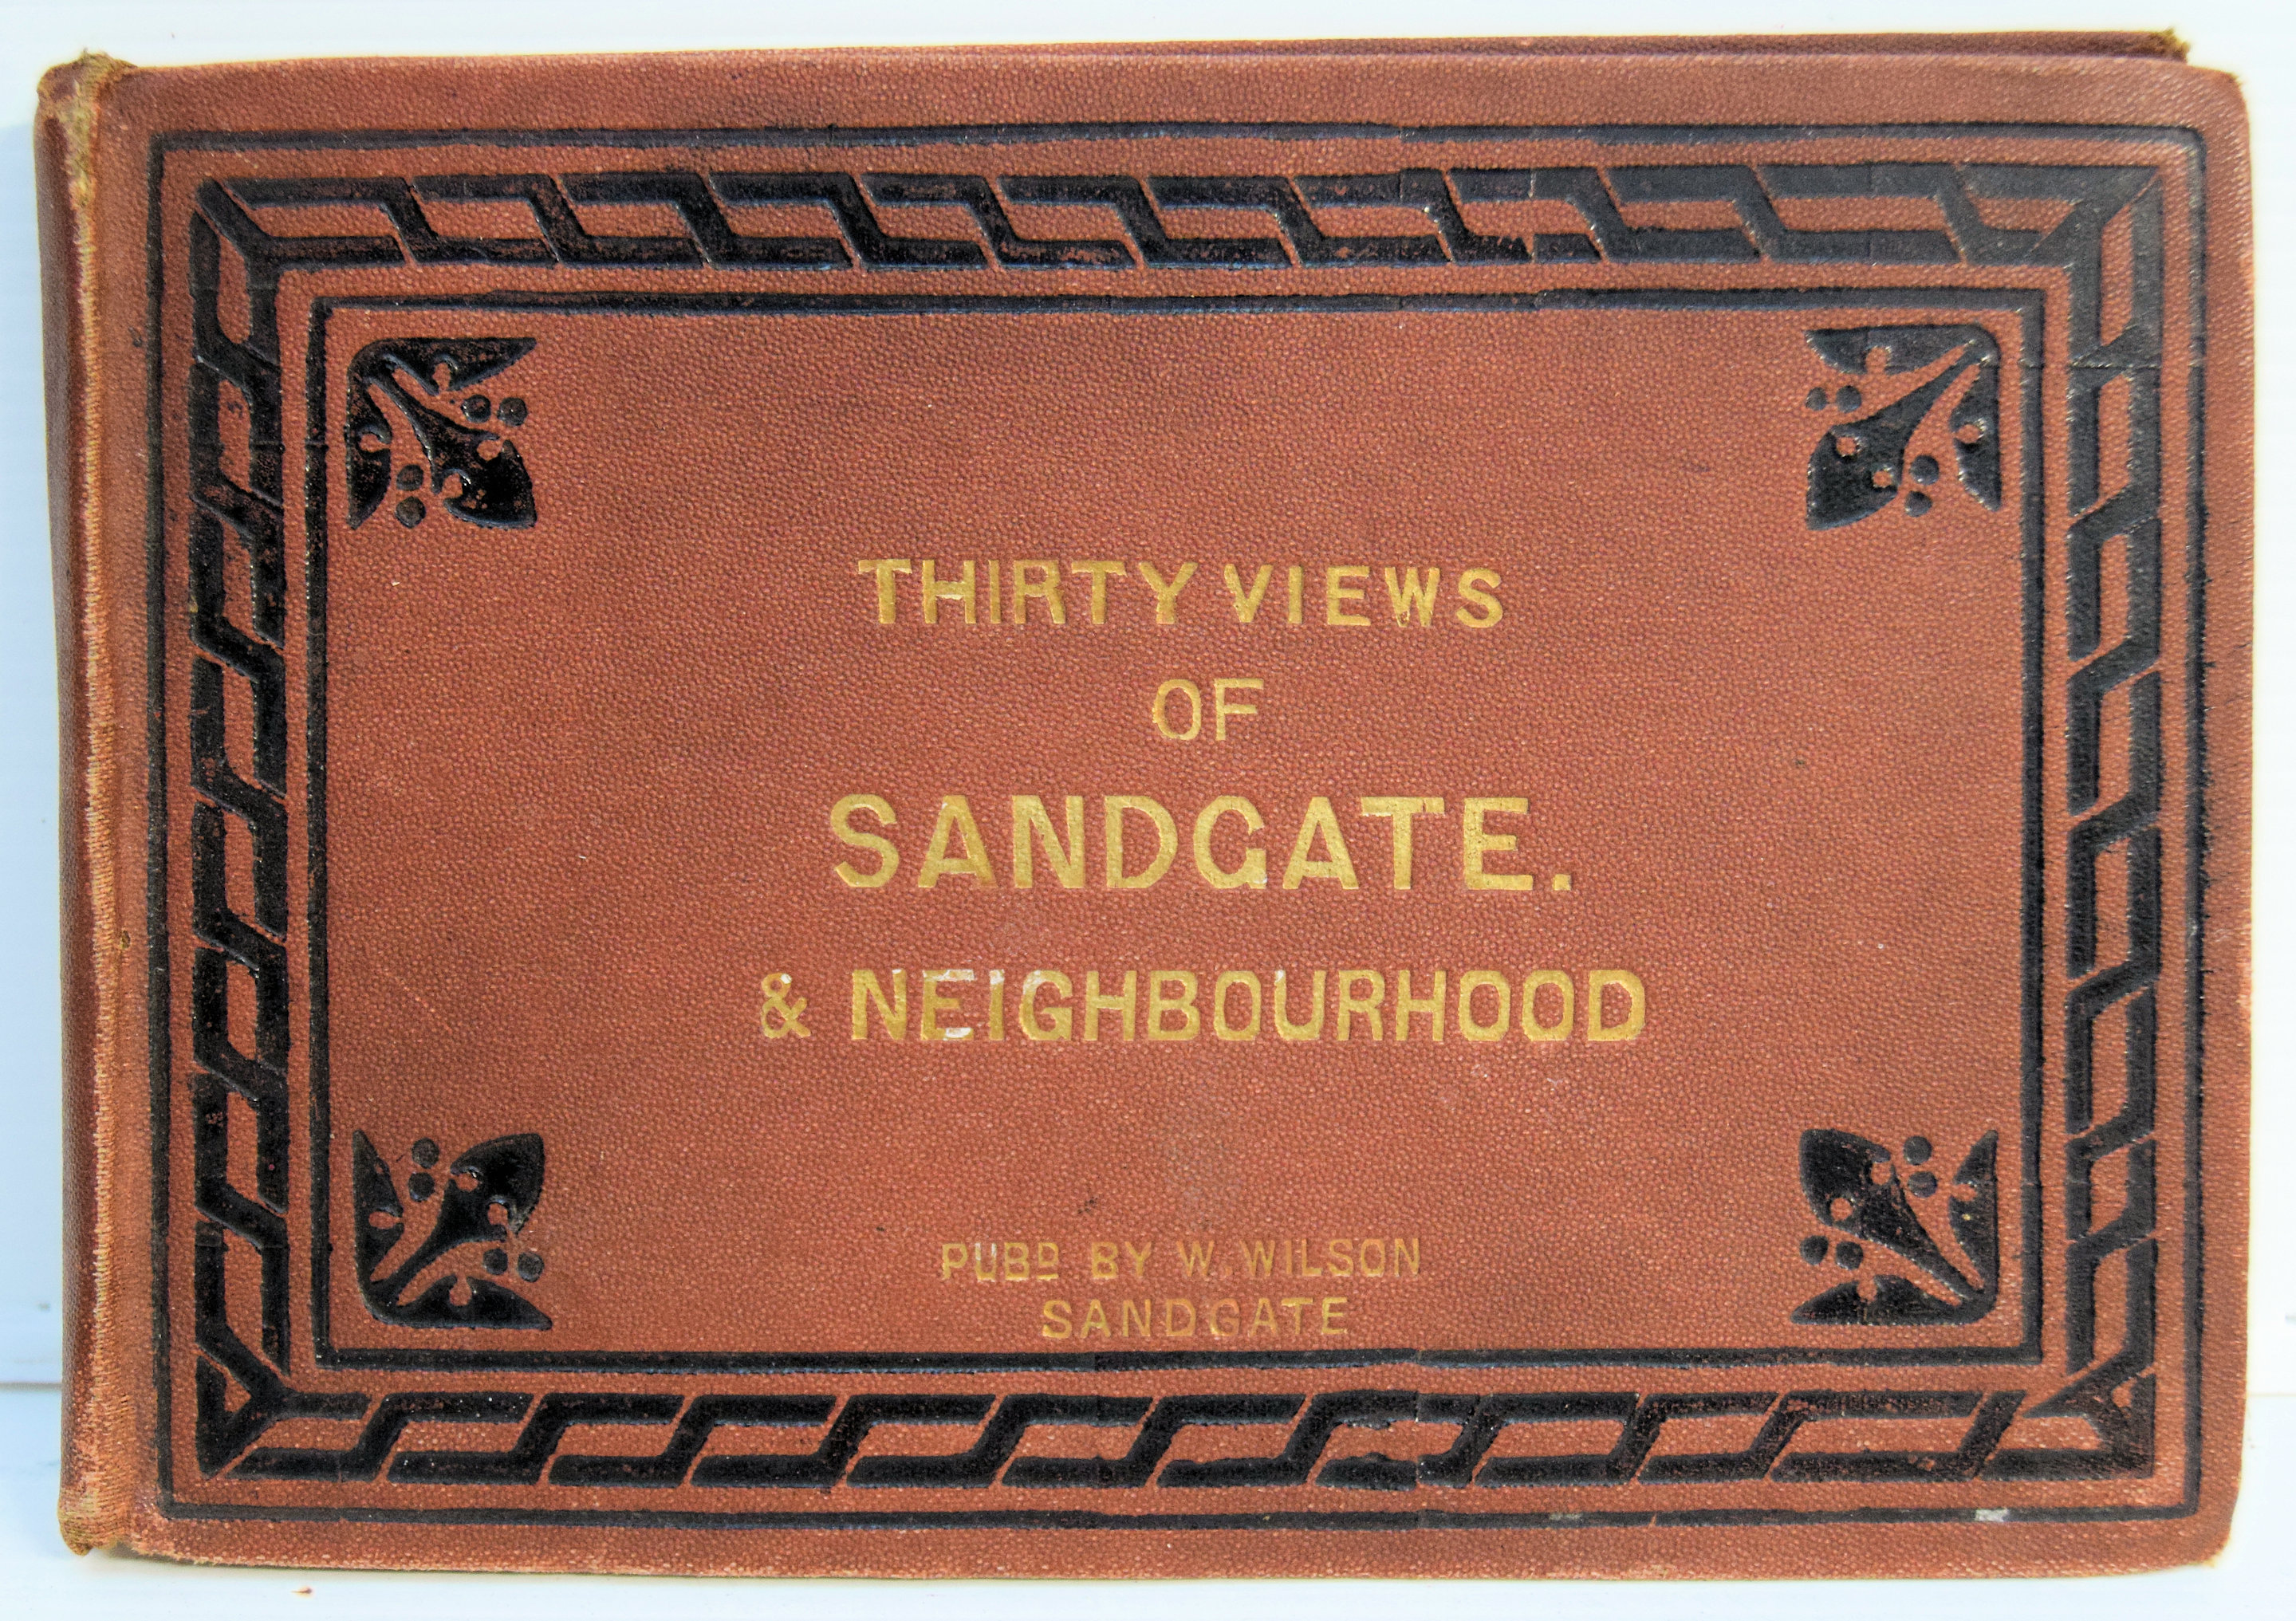 THIRTY VIEWS
OF
SANDGATE.
& NEIGHBOURHOOD
PUBD BY W. WILSON
SANDGATE